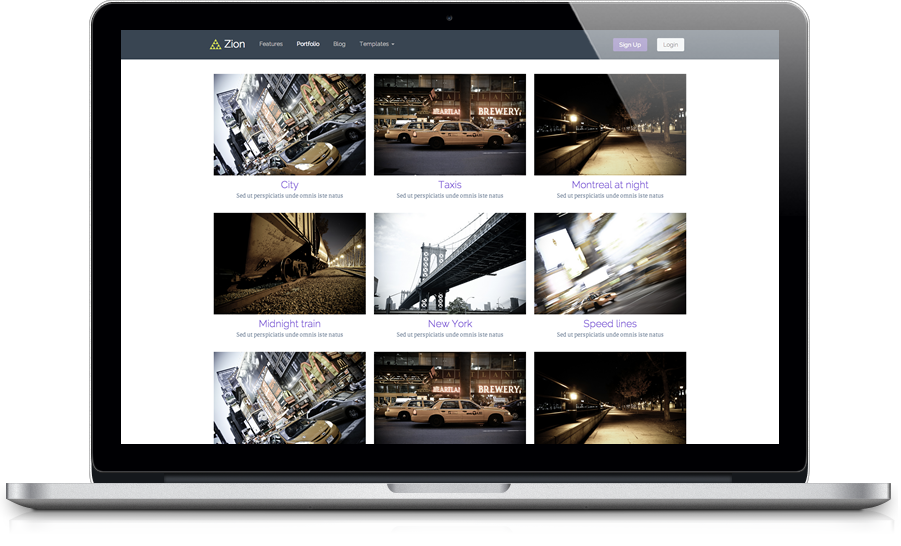 Zion Features Portfolio Blog Templates Sign Up Login
BREWERY
City Taxis Montreal at night
Sed ut perspiciatis unde omnis iste natus Sed ut perspiciatis unde omnis iste natus Sed ut perspiciatis unde omnis iste natus
Midnight train New York Speed lines
Sed ut perspiciatis unde omnis iste natus Sed ut perspiciatis unde omnis iste natus Sed ut perspiciatis unde omnis iste natus
BREWERY